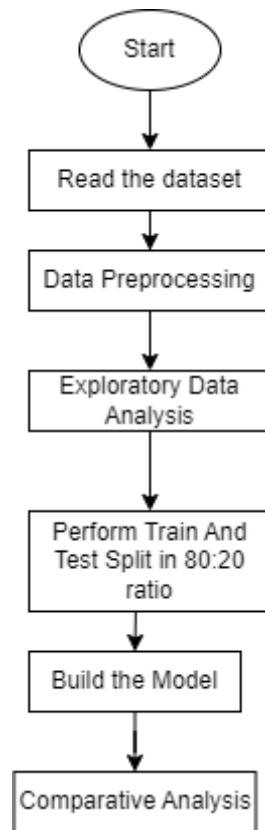 Start
Read the dataset
Data Preprocessing
Exploratory Data
Analysis
Perform Train And
Test Split in 80:20
ratio
Build the Model
Comparative Analysis